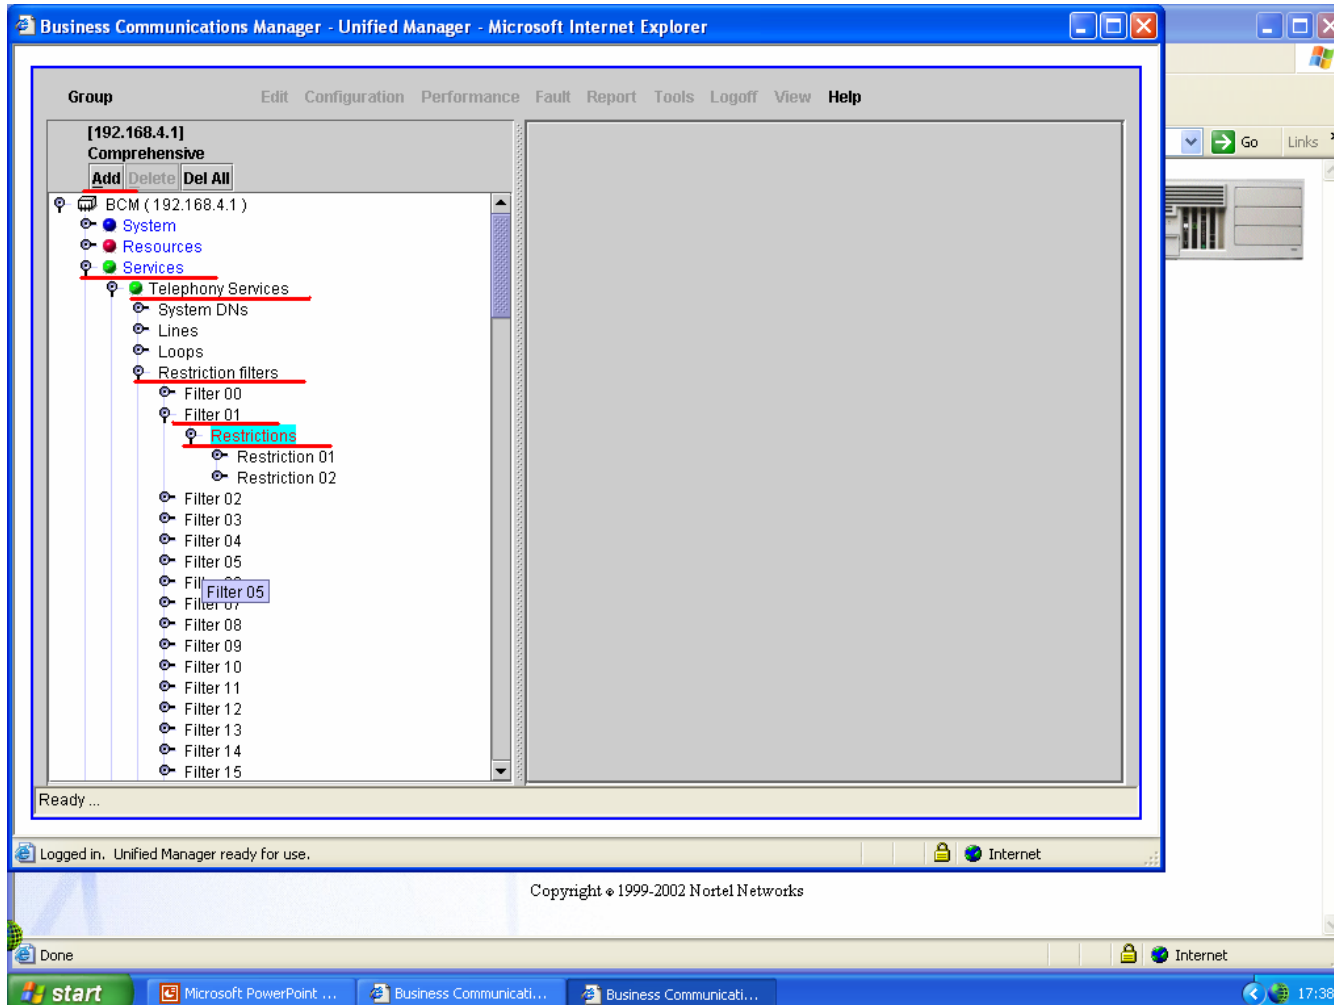 Business Communications Manager - Unified Manager - Microsoft Internet Explorer
Group Edit Configuration Performance Fault Report Tools Logoff View Help
[192.168.4.1]
Comprehensive
Add Delete Del All
BCM ( 192.168.4.1 )
System
Resources
Services
Telephony Services
System DNs
Lines
Loops
Restriction filters
Filter 00
Filter 01
Restrictions
Restriction 01
Restriction 02
Filter 02
Filter 03
Filter 04
Filter 05
Filter 05
Filter 07
Filter 08
Filter 09
Filter 10
Filter 11
Filter 12
Filter 13
Filter 14
Filter 15
Ready ...
Logged in. Unified Manager ready for use.
Internet
Go Links
Copyright © 1999-2002 Nortel Networks
Done
Internet
start
Microsoft PowerPoint ...
Business Communicati...
Business Communicati...
17:38